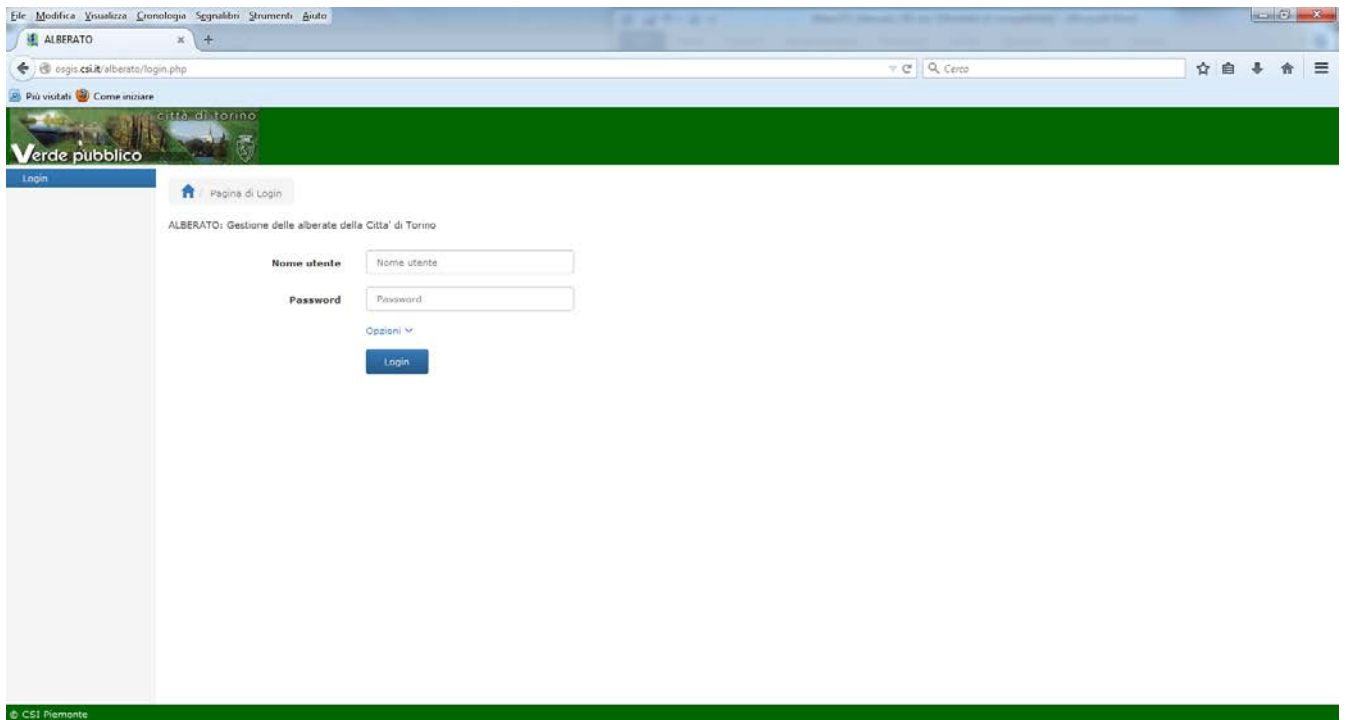 File Modifica Visualizza Cronologia Segnalibri Strumenti Aiuto
ALBERATO
osgis.csi.it/alberato/login.php
Cerco
Più visitati Come iniziare
città di torino
Verde pubblico
Login
Pagina di Login
ALBERATO: Gestione delle alberate della Citta' di Torino
Nome utente Nome utente
Password Password
Opzioni
Login
© CSI Piemonte